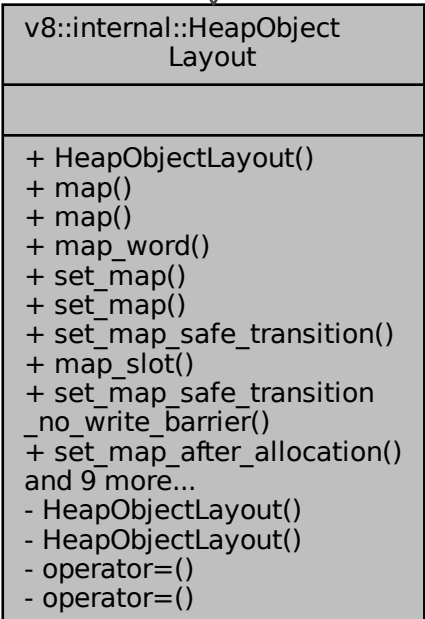 v8::internal::HeapObject
Layout
+ HeapObjectLayout()
+ map()
+ map()
+ map_word()
+ set_map()
+ set_map()
+ set_map_safe_transition()
+ map_slot()
+ set_map_safe_transition
_no_write_barrier()
+ set_map_after_allocation()
and 9 more...
- HeapObjectLayout()
- HeapObjectLayout()
- operator=()
- operator=()